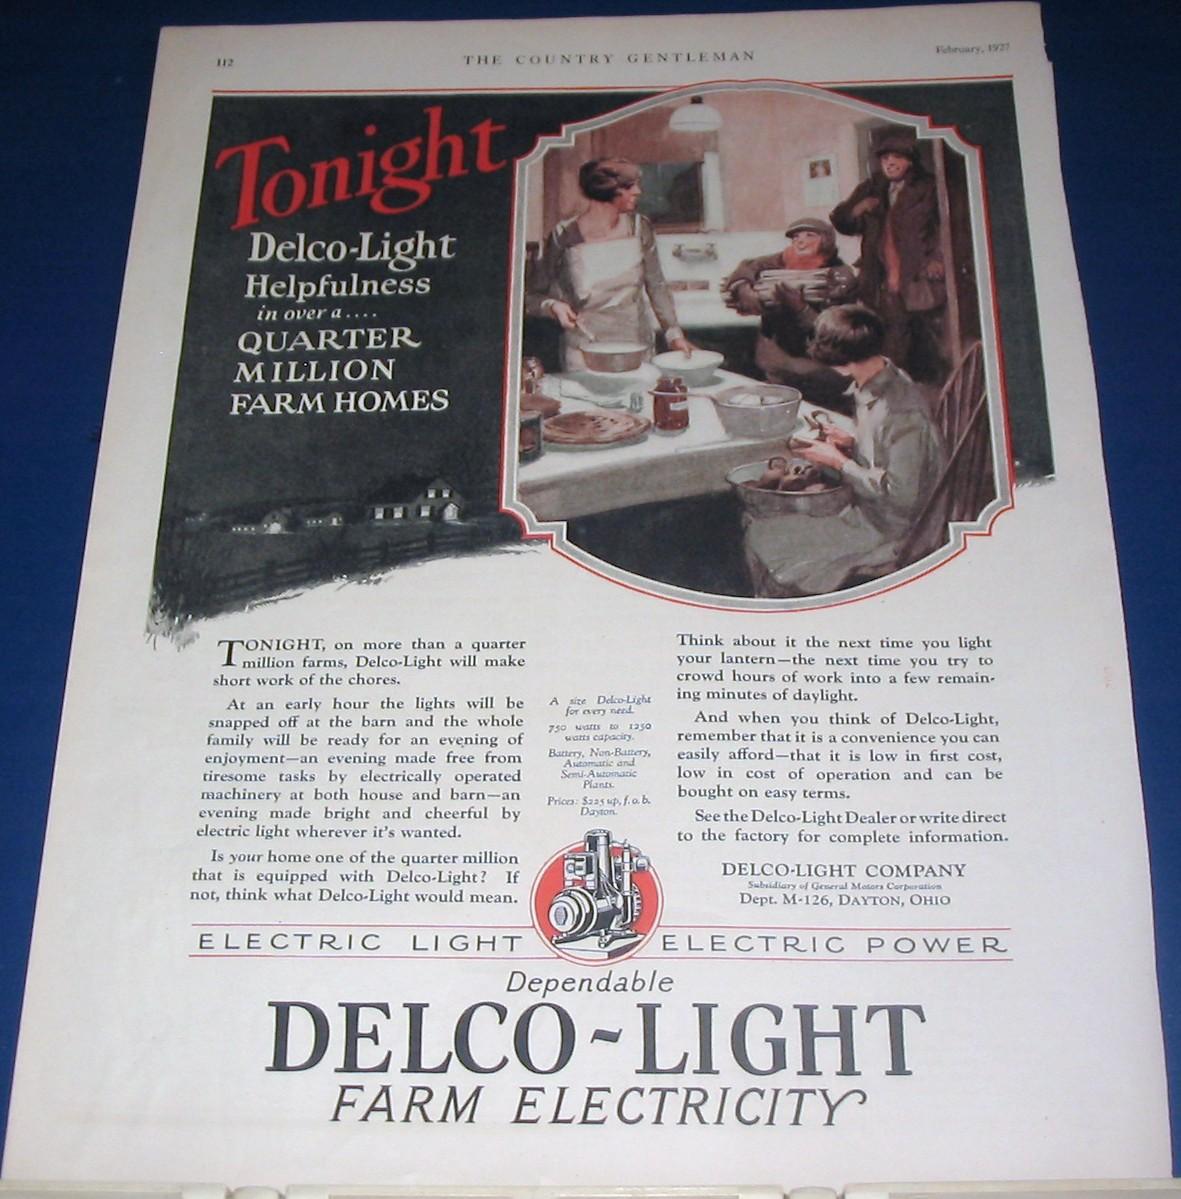 112
THE COUNTRY GENTLEMAN
February, 1927
Tonight
Delco-Light
Helpfulness
in over a....
QUARTER
MILLION
FARM HOMES
TONIGHT, on more than a quarter
million farms, Delco-Light will make
short work of the chores.
At an early hour the lights will be
snapped off at the barn and the whole
family will be ready for an evening of
enjoyment—an evening made free from
tiresome tasks by electrically operated
machinery at both house and barn—an
evening made bright and cheerful by
electric light wherever it's wanted.
Is your home one of the quarter million
that is equipped with Delco-Light? If
not, think what Delco-Light would mean.
A size Delco-Light
for every need.
750 watts to 1250
watts capacity.
Battery, Non-Battery,
Automatic and
Semi-Automatic
Plants.
Prices: $225 up, f. o. b.
Dayton.
Think about it the next time you light
your lantern—the next time you try to
crowd hours of work into a few remain-
ing minutes of daylight.
And when you think of Delco-Light,
remember that it is a convenience you can
easily afford—that it is low in first cost,
low in cost of operation and can be
bought on easy terms.
See the Delco-Light Dealer or write direct
to the factory for complete information.
DELCO-LIGHT COMPANY
Subsidiary of General Motors Corporation
Dept. M-126, DAYTON, OHIO
ELECTRIC LIGHT ELECTRIC POWER
Dependable
DELCO-LIGHT
FARM ELECTRICITY